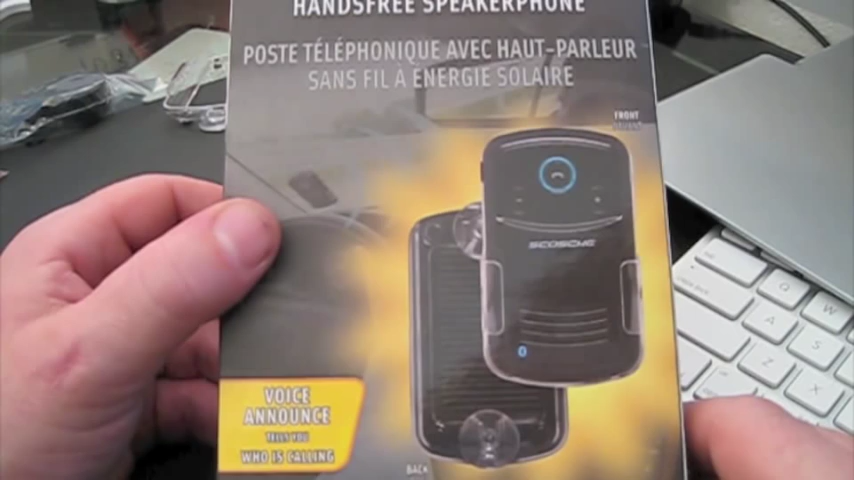 HANDSFREE SPEAKERPHONE
POSTE TÉLÉPHONIQUE AVEC HAUT-PARLEUR
SANS FIL À ENERGIE SOLAIRE
FRONT
SCOSCHE
VOICE
ANNOUNCE
TELLS YOU
WHO IS CALLING
BACK
Q
W
A
S
Z
X